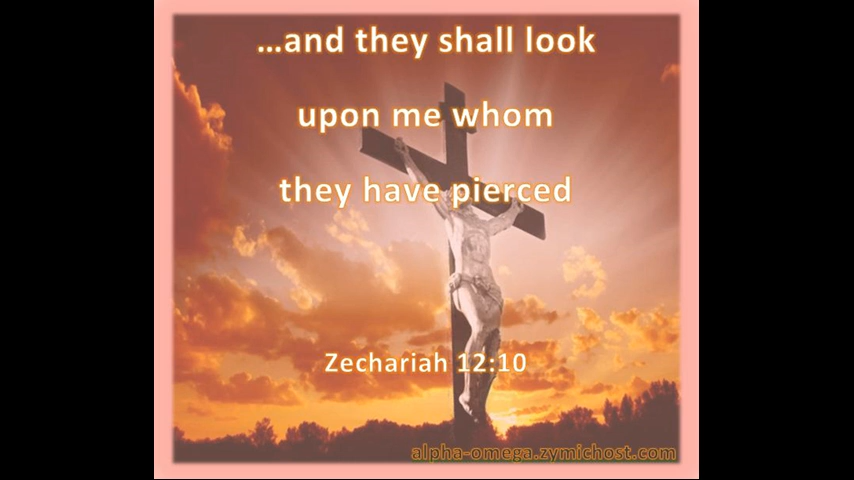 …and they shall look
upon me whom
they have pierced
Zechariah 12:10
alpha-omega.zymichost.com